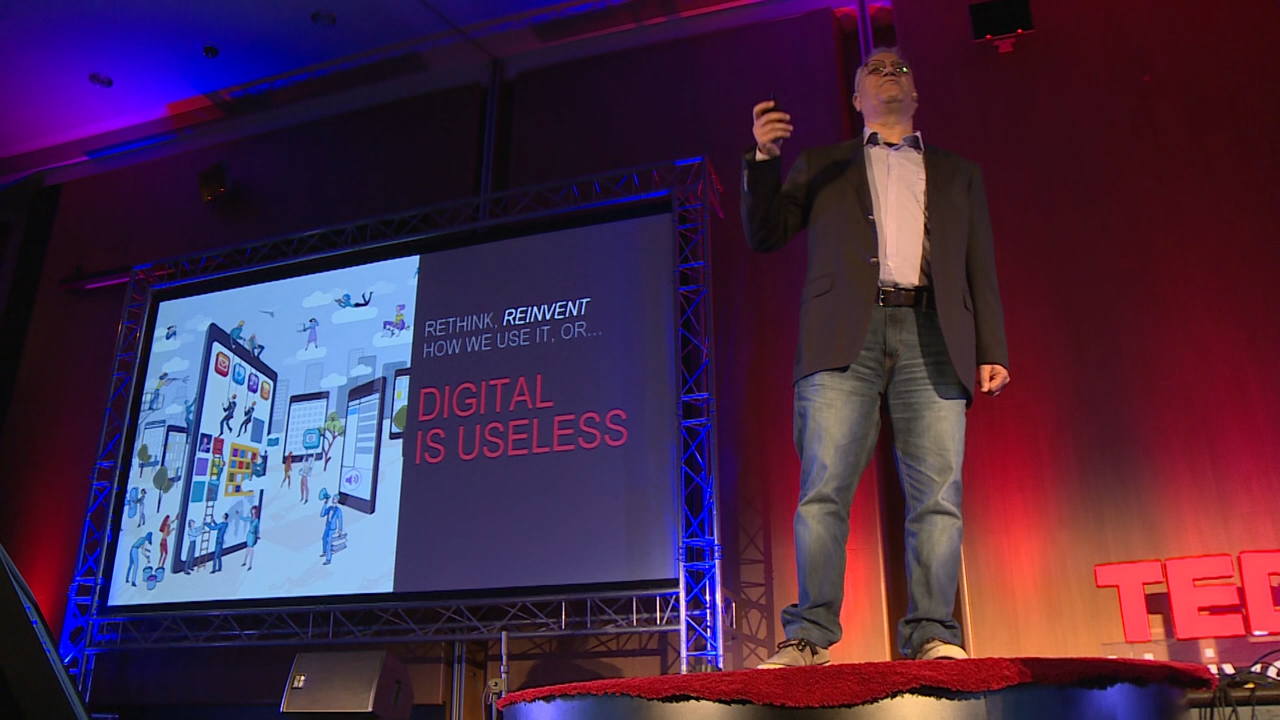 RETHINK, REINVENT
HOW WE USE IT, OR...
DIGITAL
IS USELESS
TED